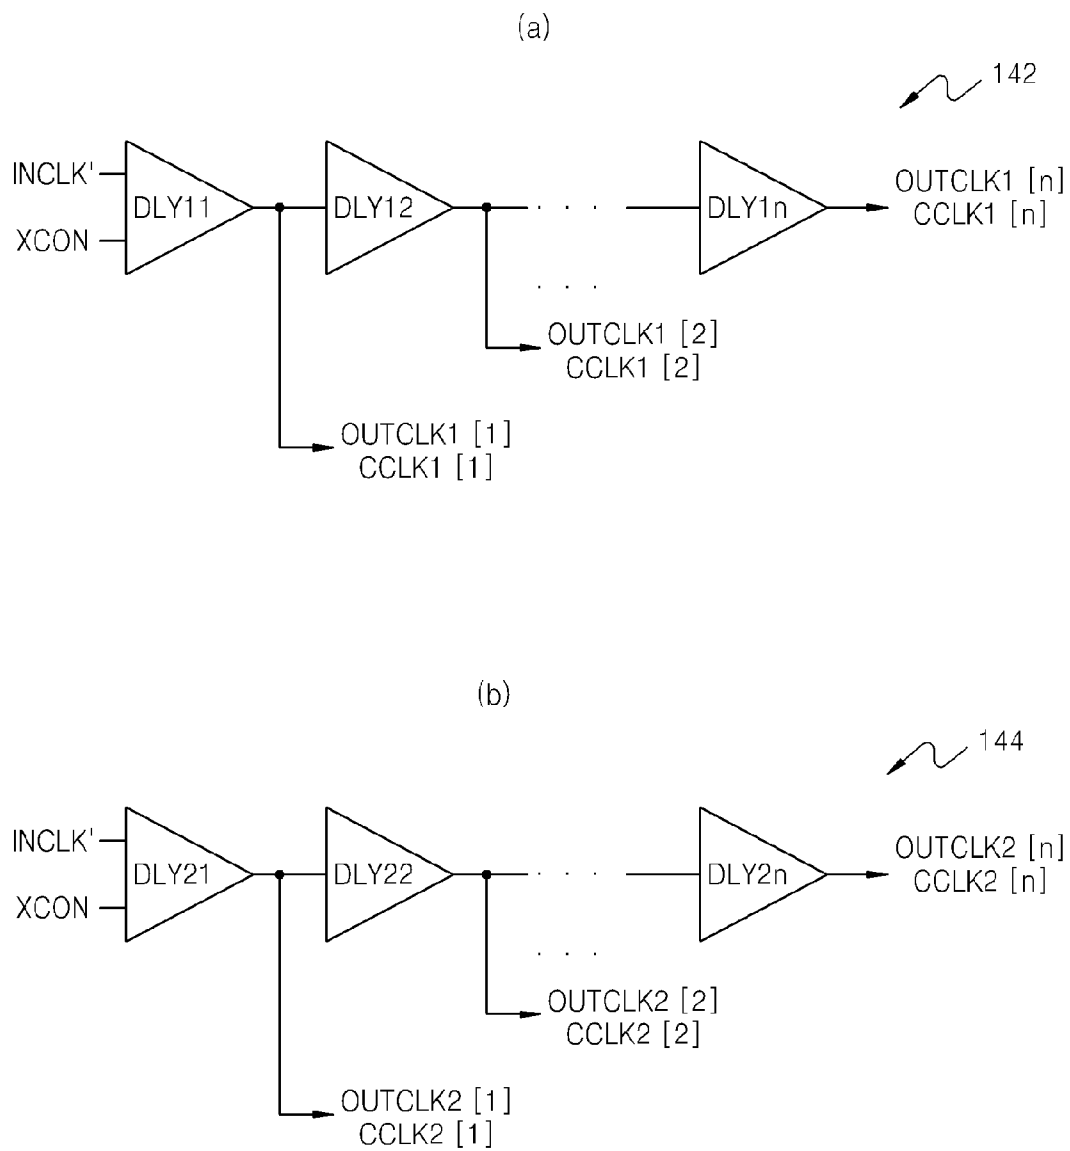 (a)
142
INCLK'
XCON
DLY11
DLY12
. . .
DLY1n
OUTCLK1 [n]
CCLK1 [n]
. . .
OUTCLK1 [2]
CCLK1 [2]
OUTCLK1 [1]
CCLK1 [1]
(b)
144
INCLK'
XCON
DLY21
DLY22
. . .
DLY2n
OUTCLK2 [n]
CCLK2 [n]
. . .
OUTCLK2 [2]
CCLK2 [2]
OUTCLK2 [1]
CCLK2 [1]